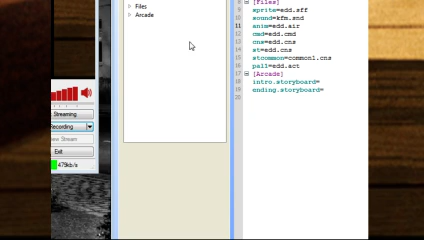 Files
Arcade
Streaming
Recording
Exit
479kb/s
8 [Files]
9 sprite=edd.sff
10 sound=kfm.snd
11 anim=edd.air
12 cmd=edd.cmd
13 cns=edd.cns
14 st=edd.cns
15 stcommon=common1.cns
16 pal1=edd.act
17 [Arcade]
18 intro.storyboard=
19 ending.storyboard=
20